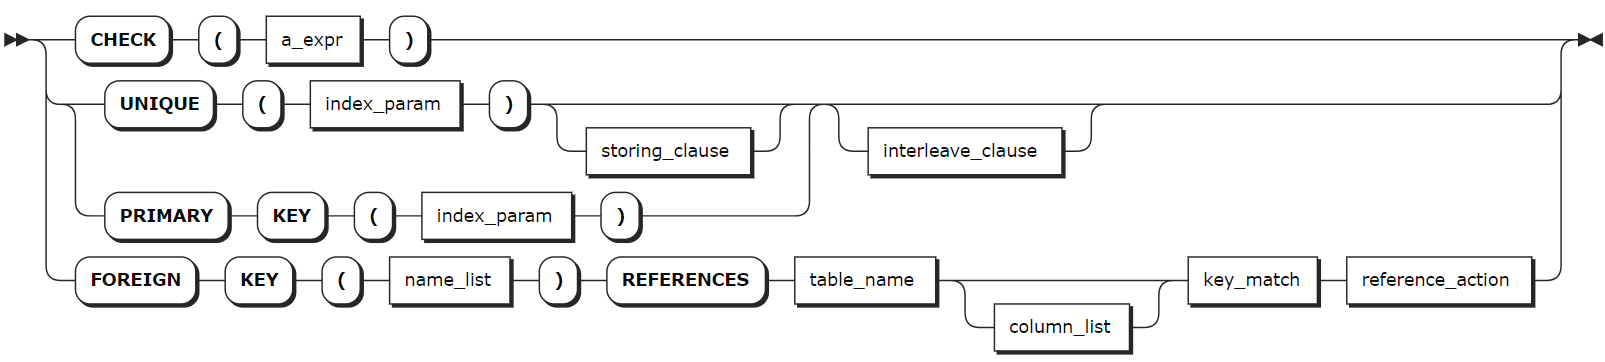 CHECK ( a_expr )
UNIQUE ( index_param )
storing_clause interleave_clause
PRIMARY KEY ( index_param )
FOREIGN KEY ( name_list ) REFERENCES table_name key_match reference_action
column_list